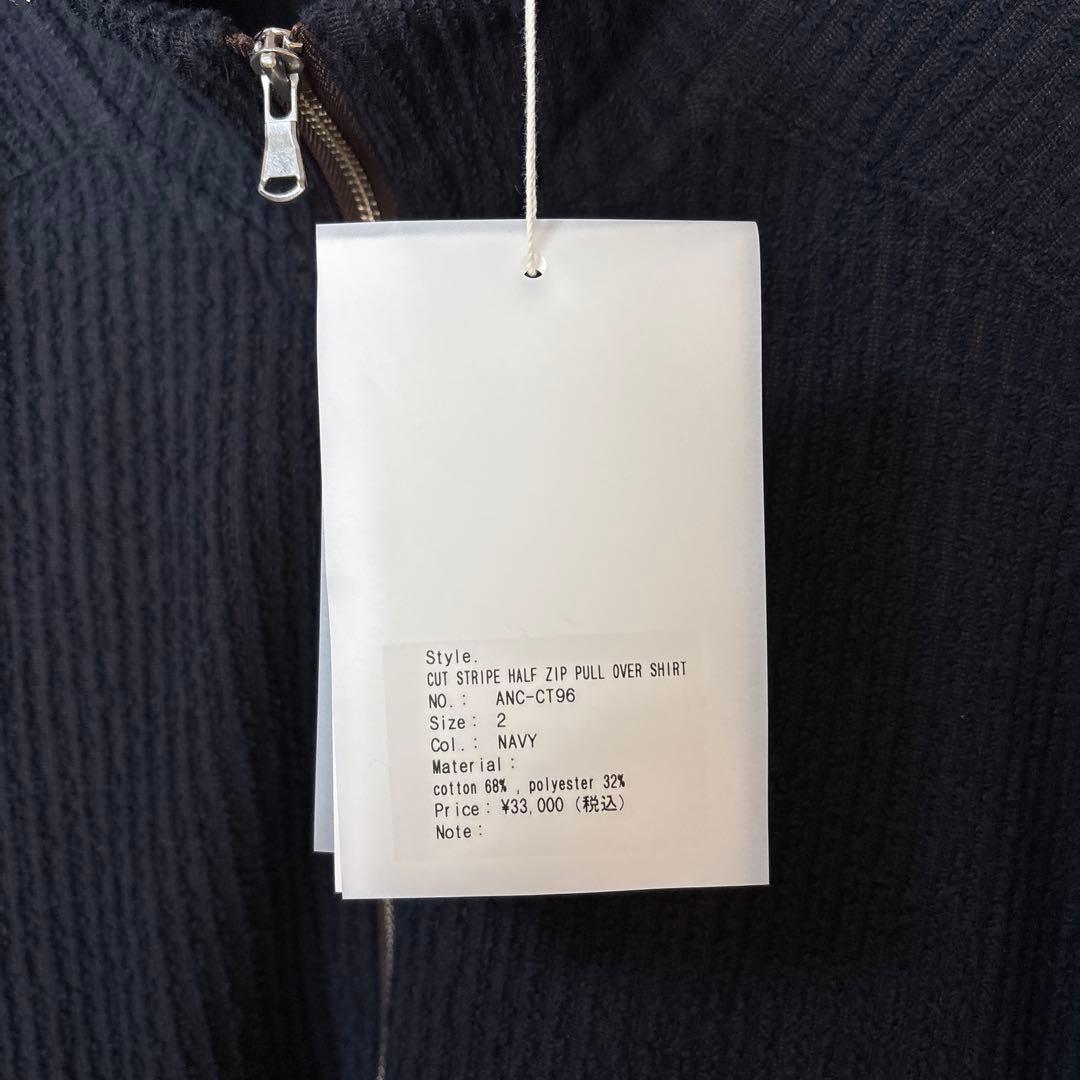 Style.
CUT STRIPE HALF ZIP PULL OVER SHIRT
NO.: ANC-CT96
Size: 2
Col.: NAVY
Material:
cotton 68% , polyester 32%
Price: ¥33,000 (税込)
Note: